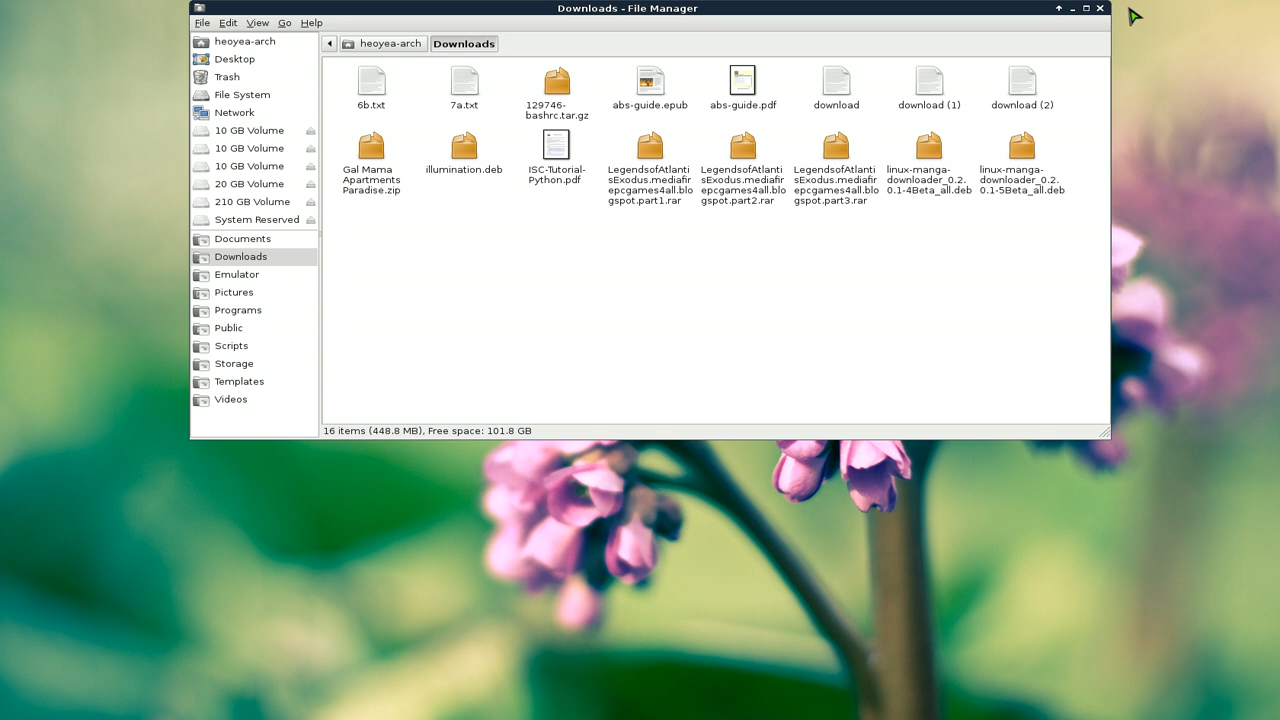 Downloads - File Manager
File Edit View Go Help
heoyea-arch
Desktop
Trash
File System
Network
10 GB Volume
10 GB Volume
10 GB Volume
20 GB Volume
210 GB Volume
System Reserved
Documents
Downloads
Emulator
Pictures
Programs
Public
Scripts
Storage
Templates
Videos
heoyea-arch Downloads
6b.txt
7a.txt
129746-
bashrc.tar.gz
abs-guide.epub
abs-guide.pdf
download
download (1)
download (2)
Gal Mama
Apartments
Paradise.zip
illumination.deb
ISC-Tutorial-
Python.pdf
LegendsofAtlanti
sExodus.mediafir
epcgames4all.blo
gspot.part1.rar
LegendsofAtlanti
sExodus.mediafir
epcgames4all.blo
gspot.part2.rar
LegendsofAtlanti
sExodus.mediafir
epcgames4all.blo
gspot.part3.rar
linux-manga-
downloader_0.2.
0.1-4Beta_all.deb
linux-manga-
downloader_0.2.
0.1-5Beta_all.deb
16 items (448.8 MB), Free space: 101.8 GB